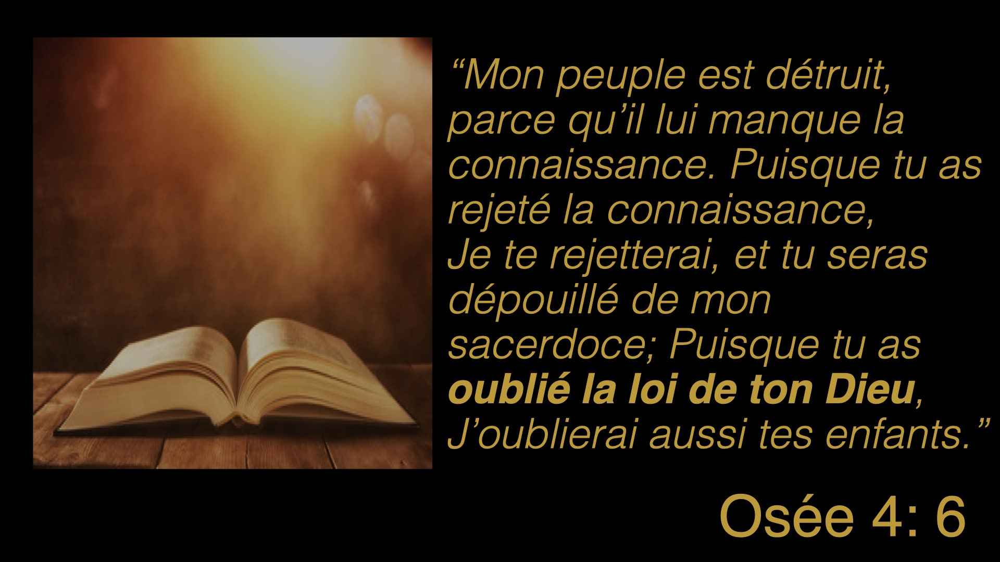 “Mon peuple est détruit,
parce qu’il lui manque la
connaissance. Puisque tu as
rejeté la connaissance,
Je te rejetterai, et tu seras
dépouillé de mon
sacerdoce; Puisque tu as
oublié la loi de ton Dieu,
J’oublierai aussi tes enfants.”
Osée 4: 6